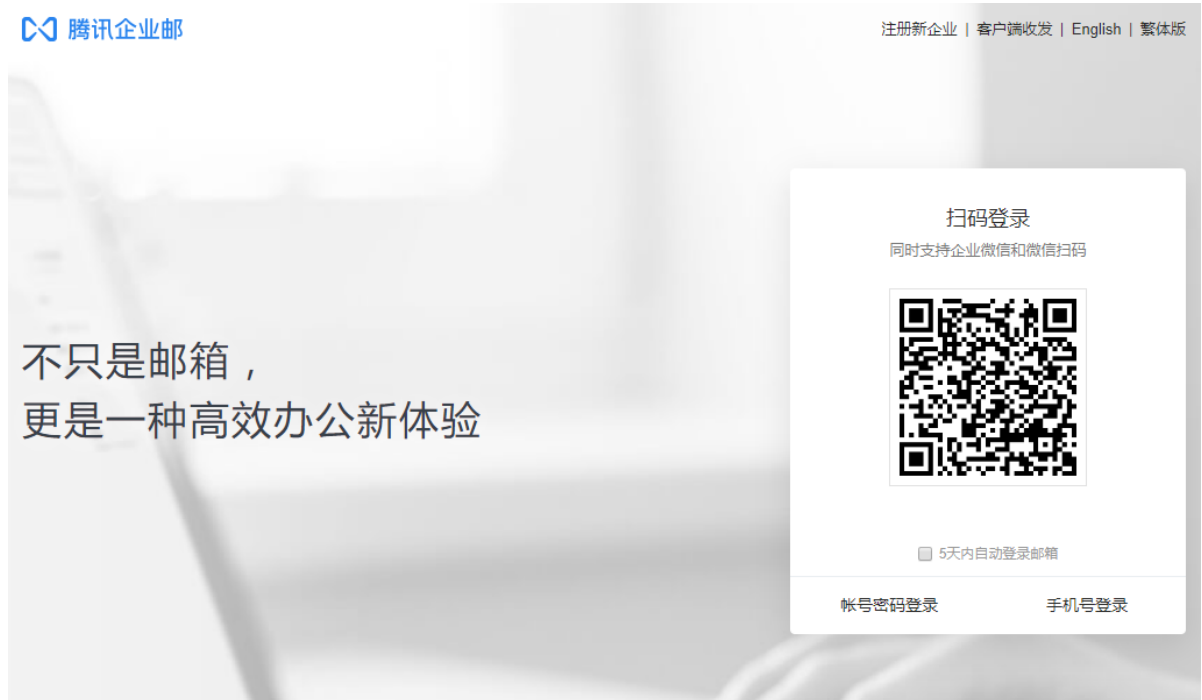 腾讯企业邮
注册新企业 | 客户端收发 | English | 繁体版
不只是邮箱，
更是一种高效办公新体验
扫码登录
同时支持企业微信和微信扫码
5天内自动登录邮箱
帐号密码登录 手机号登录